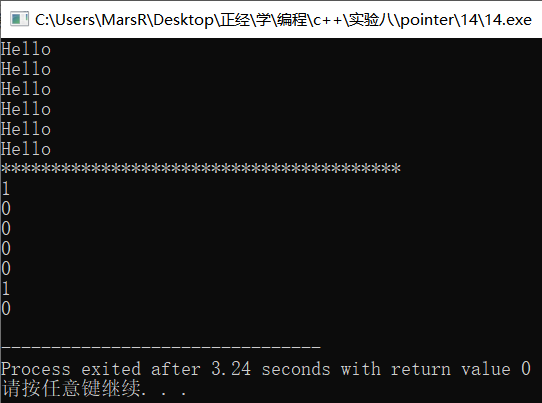 C:\Users\MarsR\Desktop\正经\学\编程\c++\实验八\pointer\14\14.exe
Hello
Hello
Hello
Hello
Hello
Hello
****************************************
1
0
0
0
0
1
0
--------------------------------
Process exited after 3.24 seconds with return value 0
请按任意键继续. . .